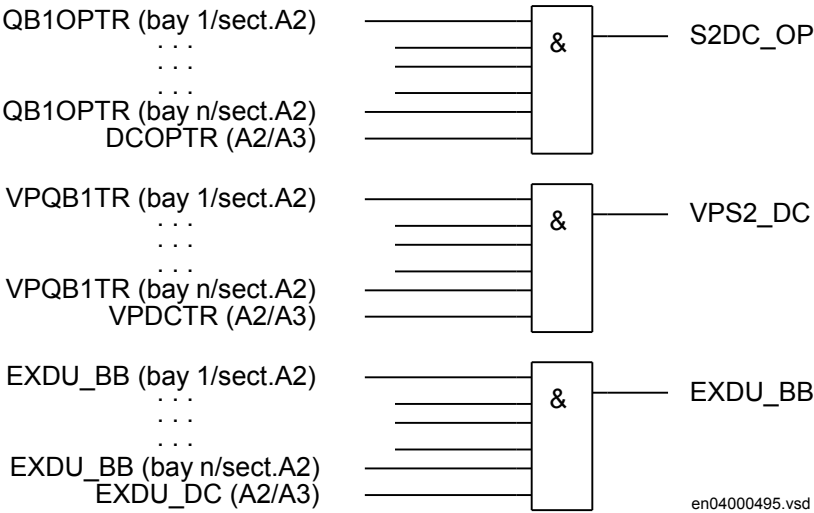 QB1OPTR (bay 1/sect.A2)
. . .
. . .
. . .
QB1OPTR (bay n/sect.A2)
DCOPTR (A2/A3)
& S2DC_OP
VPQB1TR (bay 1/sect.A2)
. . .
. . .
. . .
VPQB1TR (bay n/sect.A2)
VPDCTR (A2/A3)
& VPS2_DC
EXDU_BB (bay 1/sect.A2)
. . .
. . .
. . .
EXDU_BB (bay n/sect.A2)
EXDU_DC (A2/A3)
& EXDU_BB
en04000495.vsd